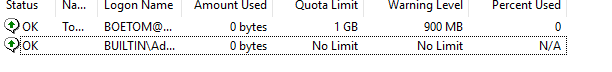 Status Na... Logon Name Amount Used Quota Limit Warning Level Percent Used
OK To... BOETOM@... 0 bytes 1 GB 900 MB 0
OK BUILTIN\Ad... 0 bytes No Limit No Limit N/A